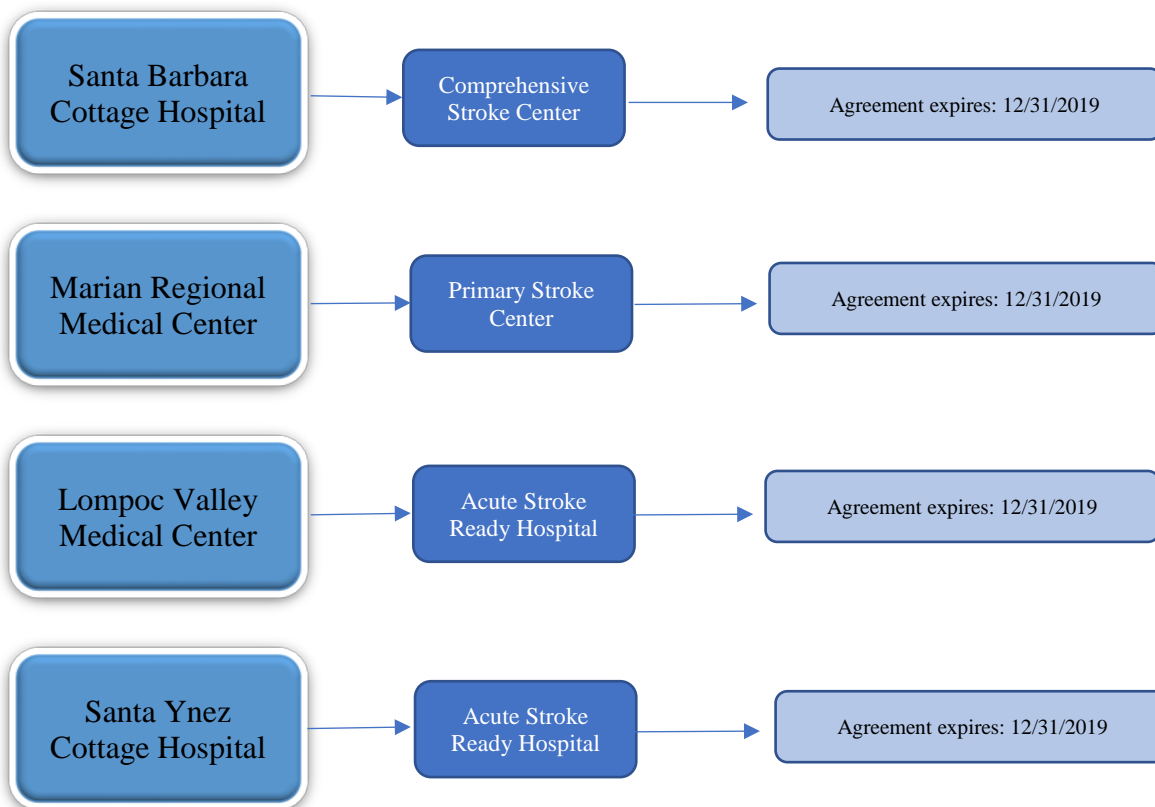 Santa Barbara
Cottage Hospital
Comprehensive
Stroke Center
Agreement expires: 12/31/2019
Marian Regional
Medical Center
Primary Stroke
Center
Agreement expires: 12/31/2019
Lompoc Valley
Medical Center
Acute Stroke
Ready Hospital
Agreement expires: 12/31/2019
Santa Ynez
Cottage Hospital
Acute Stroke
Ready Hospital
Agreement expires: 12/31/2019